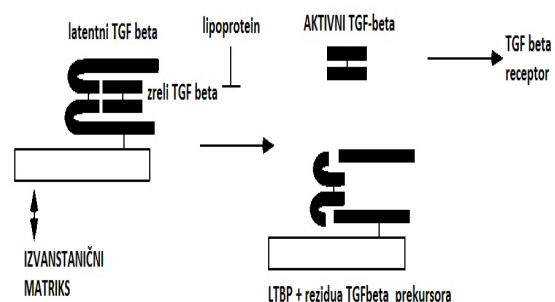 latentni TGF beta
lipoprotein
AKTIVNI TGF-beta
TGF beta
receptor
zreli TGF beta
IZVANSTANIČNI
MATRIKS
LTBP + rezidua TGFbeta prekursora